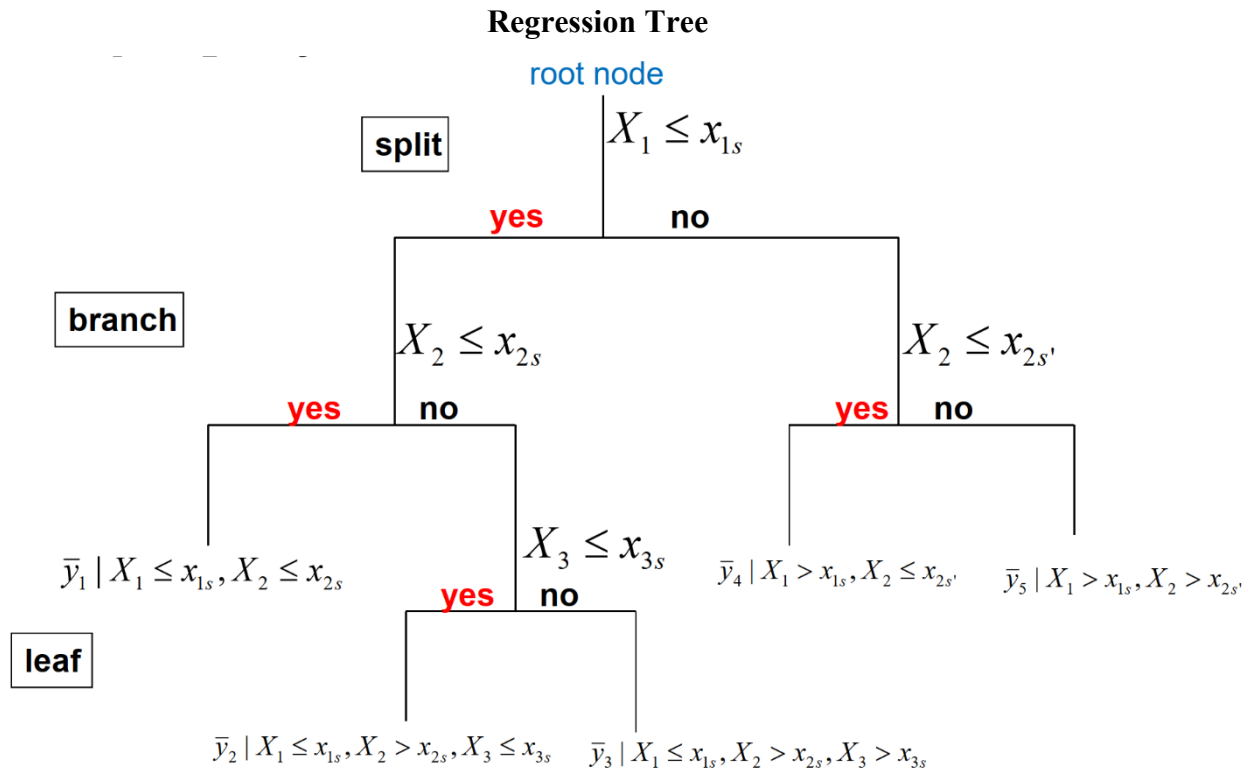 Regression Tree
root node
X₁ ≤ x₁ₛ
split
yes no
branch
X₂ ≤ x₂ₛ
X₂ ≤ x₂ₛ'
yes no
yes no
X₃ ≤ x₃ₛ
ȳ₁ | X₁ ≤ x₁ₛ, X₂ ≤ x₂ₛ
ȳ₄ | X₁ > x₁ₛ, X₂ ≤ x₂ₛ'
ȳ₅ | X₁ > x₁ₛ, X₂ > x₂ₛ'
yes no
leaf
ȳ₂ | X₁ ≤ x₁ₛ, X₂ > x₂ₛ, X₃ ≤ x₃ₛ
ȳ₃ | X₁ ≤ x₁ₛ, X₂ > x₂ₛ, X₃ > x₃ₛ